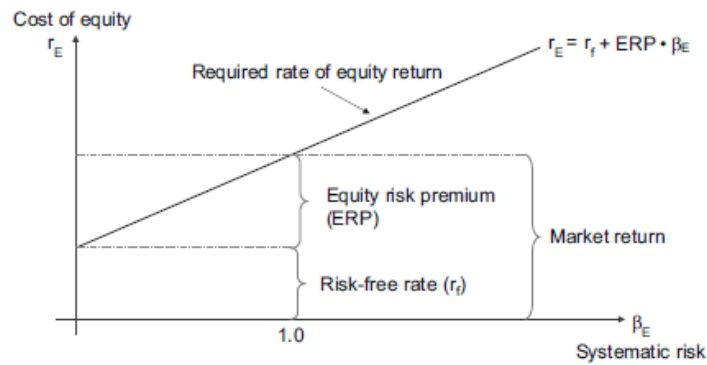 Cost of equity
r_E
r_E = r_f + ERP • β_E
Required rate of equity return
Equity risk premium
(ERP)
Market return
Risk-free rate (r_f)
1.0
β_E
Systematic risk